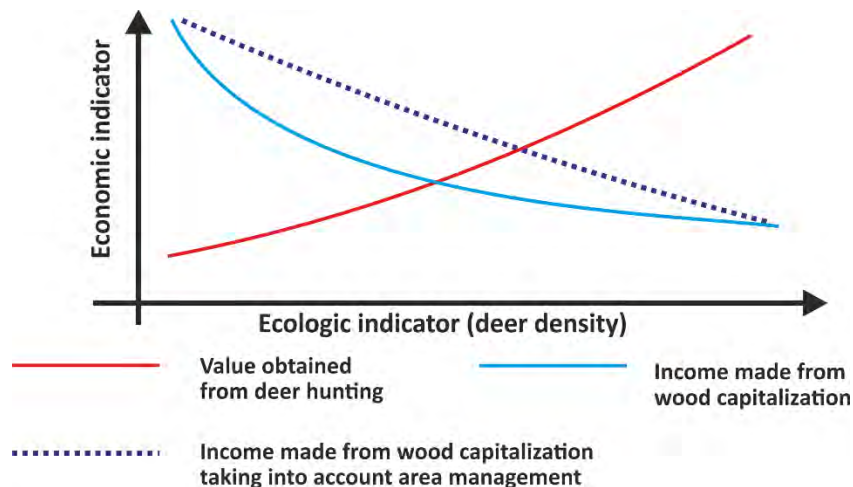 Economic indicator
Ecologic indicator (deer density)
Value obtained
from deer hunting
Income made from
wood capitalization
Income made from wood capitalization
taking into account area management